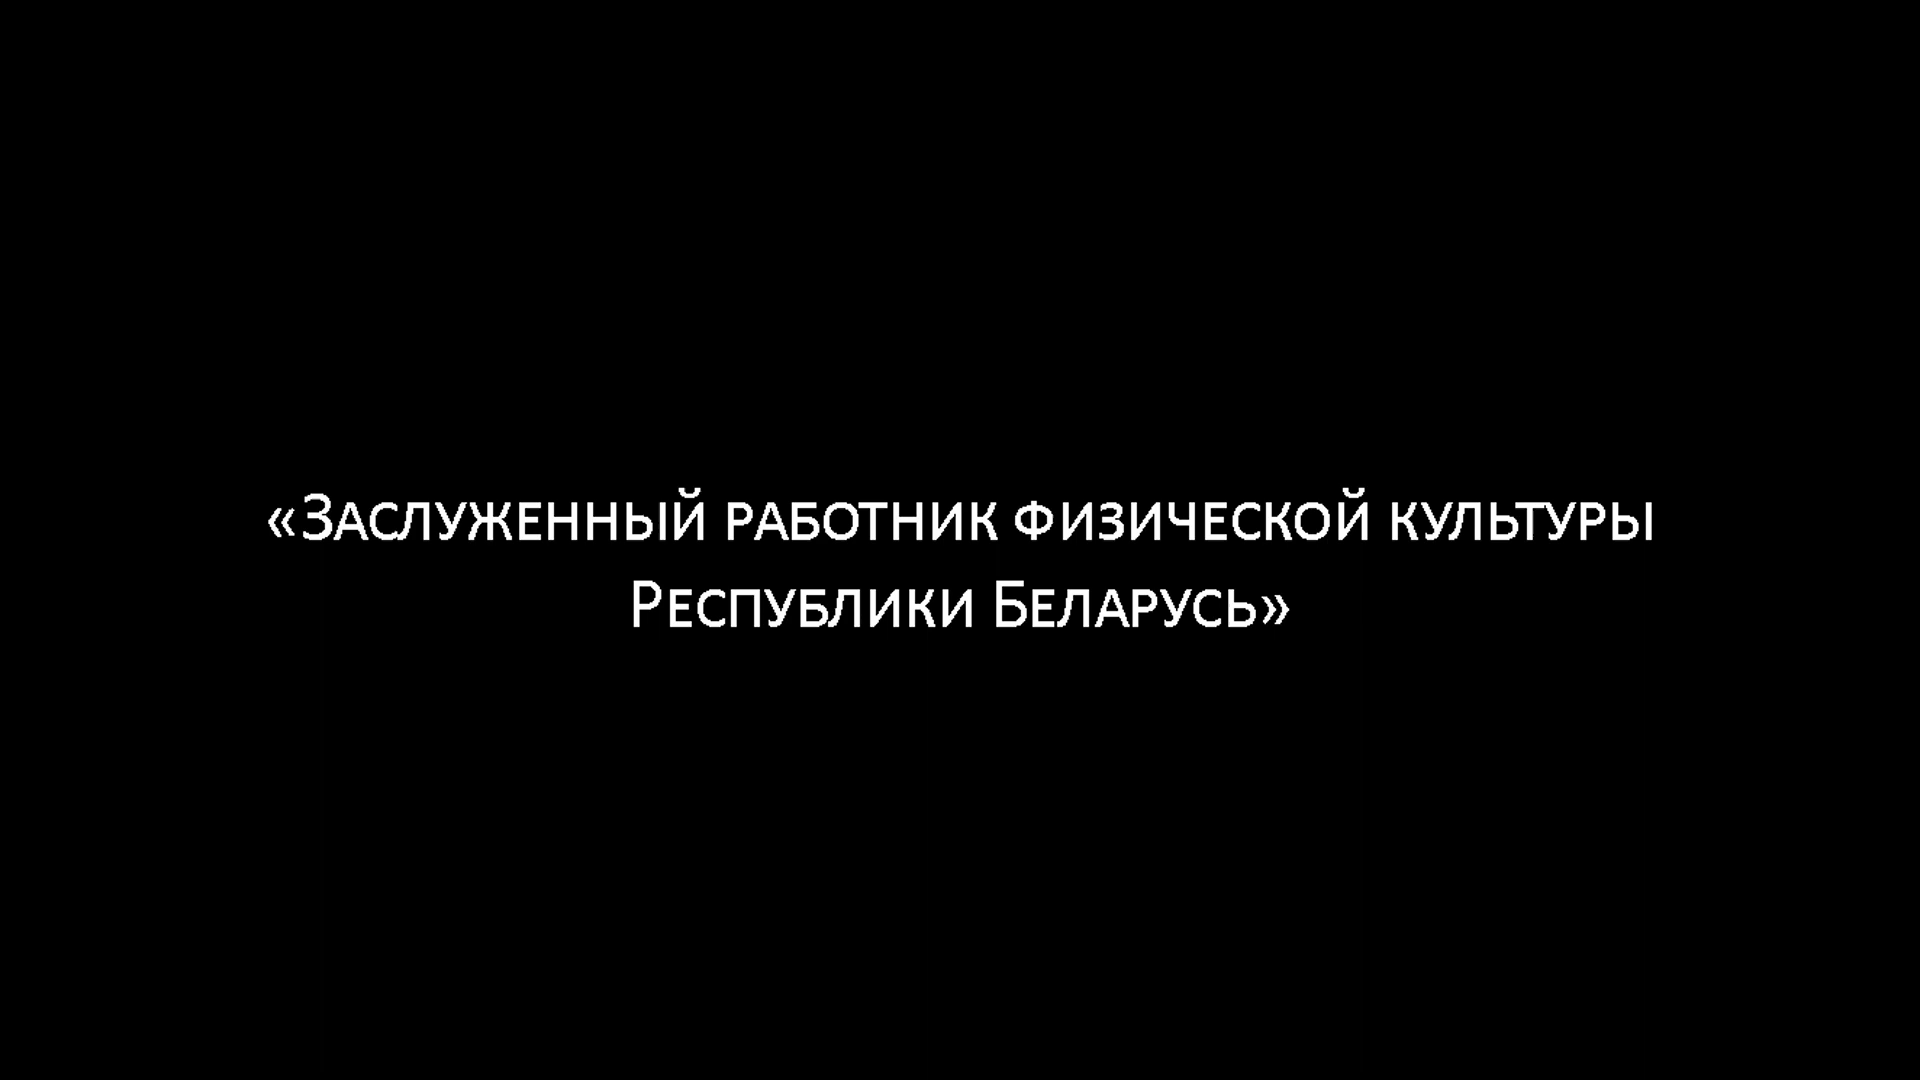 «Заслуженный работник физической культуры
Республики Беларусь»